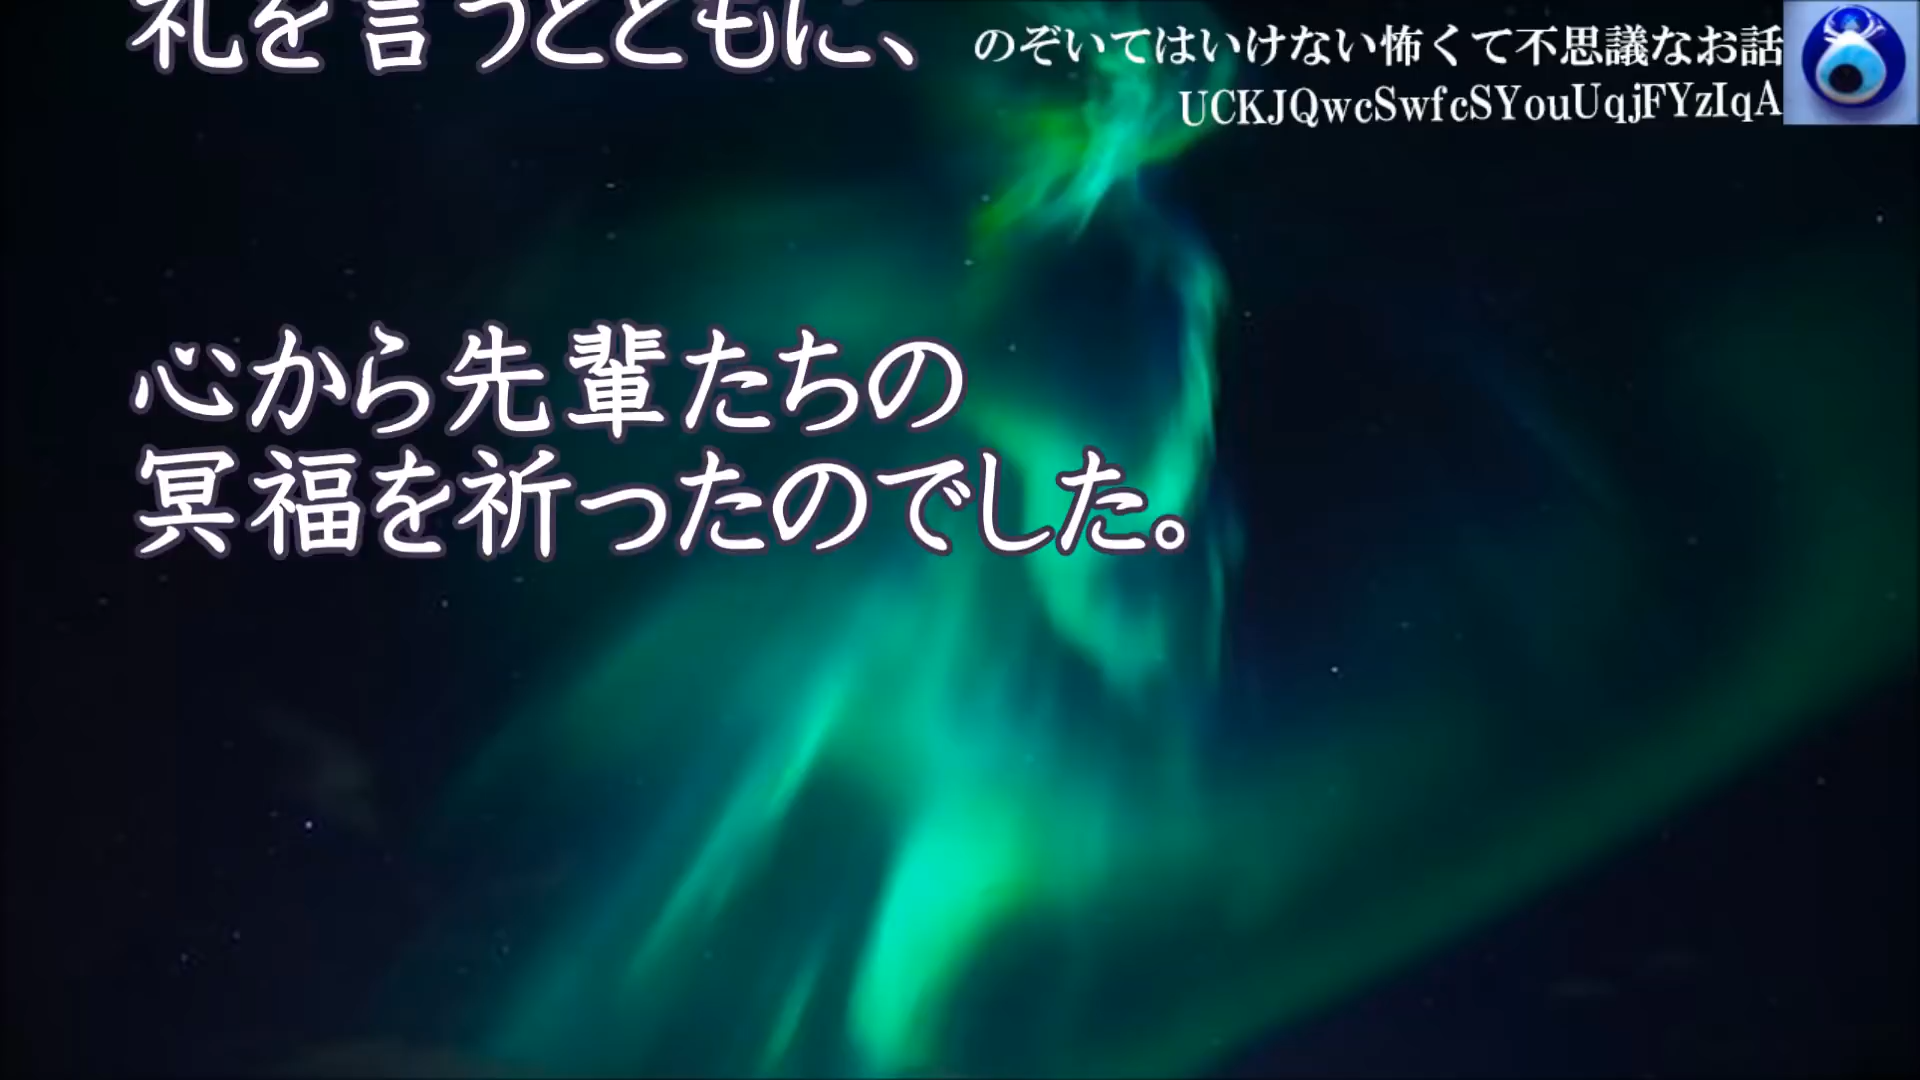 礼を言うとともに、
のぞいてはいけない怖くて不思議なお話
UCKJQwcSwfcSYouUqjFYzIqA
心から先輩たちの
冥福を祈ったのでした。